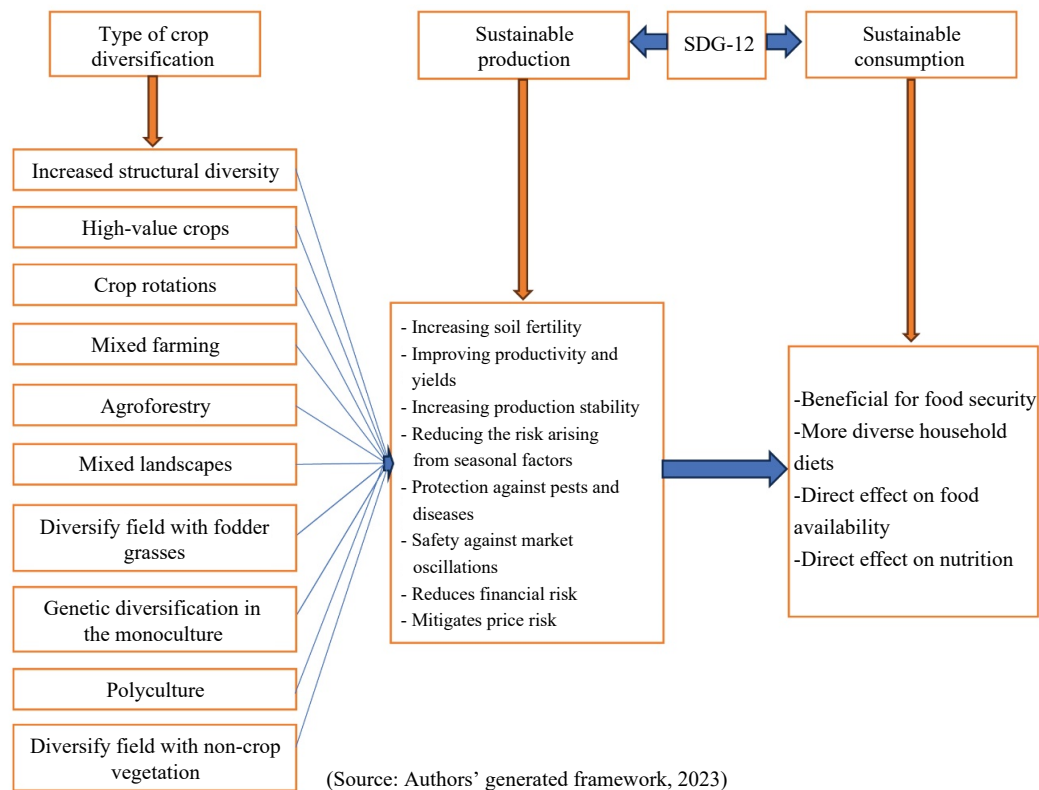 Type of crop
diversification
Increased structural diversity
High-value crops
Crop rotations
Mixed farming
Agroforestry
Mixed landscapes
Diversify field with fodder
grasses
Genetic diversification in
the monoculture
Polyculture
Diversify field with non-crop
vegetation
Sustainable
production
SDG-12
Sustainable
consumption
- Increasing soil fertility
- Improving productivity and
yields
- Increasing production stability
- Reducing the risk arising
from seasonal factors
- Protection against pests and
diseases
- Safety against market
oscillations
- Reduces financial risk
- Mitigates price risk
-Beneficial for food security
-More diverse household
diets
-Direct effect on food
availability
-Direct effect on nutrition
(Source: Authors’ generated framework, 2023)